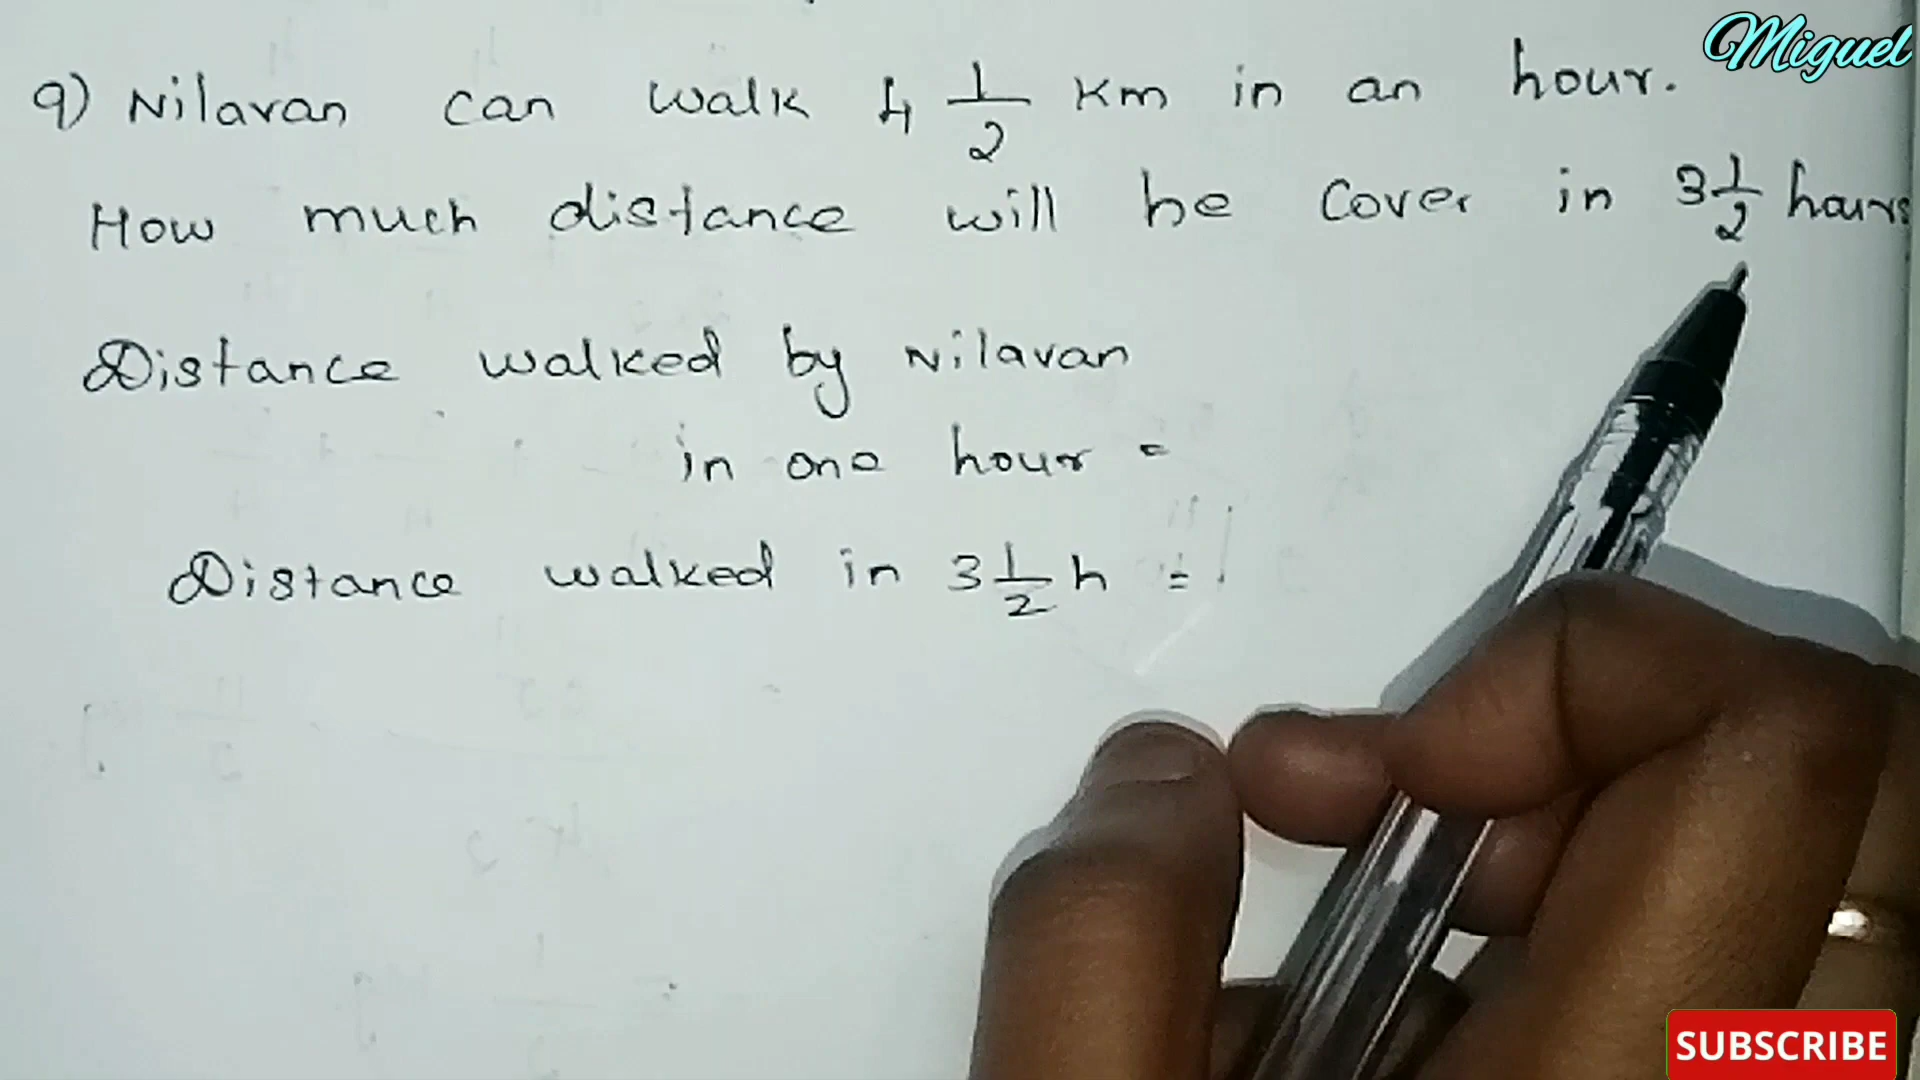 Miguel
9) Nilavan can walk 4 1/2 km in an hour.
How much distance will he cover in 3 1/2 hours
Distance walked by Nilavan
in one hour =
Distance walked in 3 1/2 h =
SUBSCRIBE